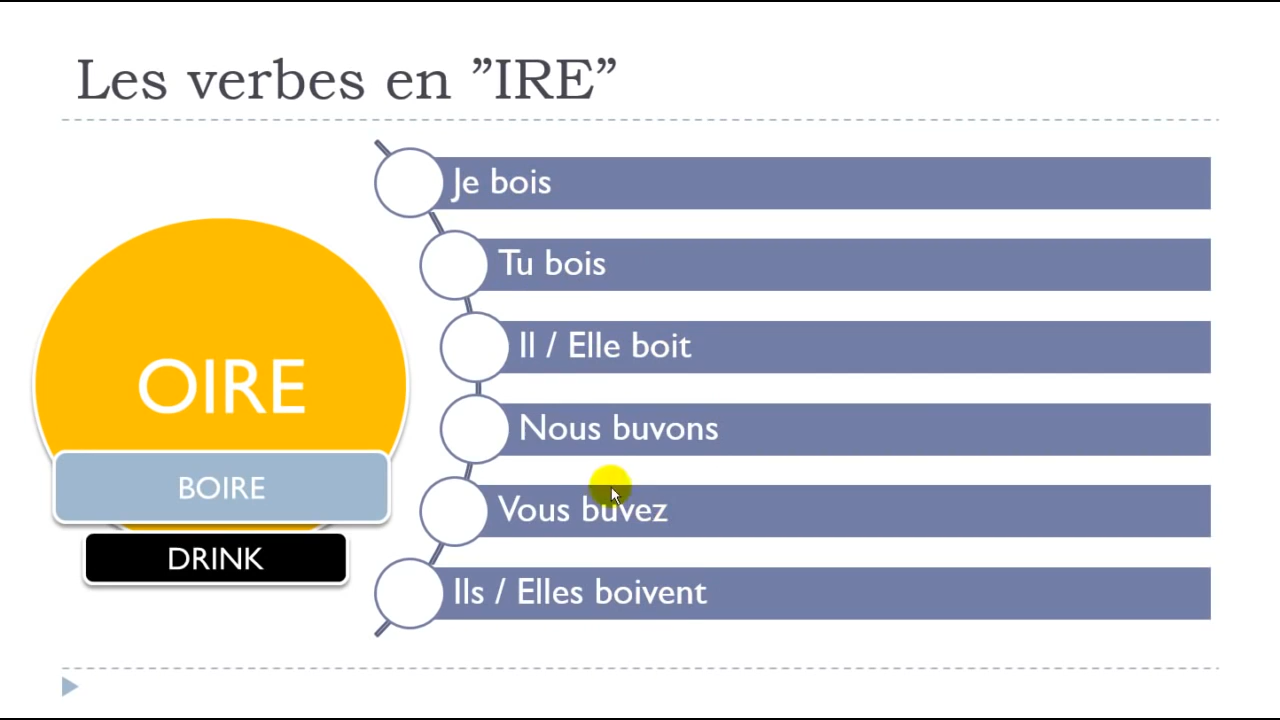 Les verbes en ”IRE”
OIRE
BOIRE
DRINK
Je bois
Tu bois
Il / Elle boit
Nous buvons
Vous buvez
Ils / Elles boivent